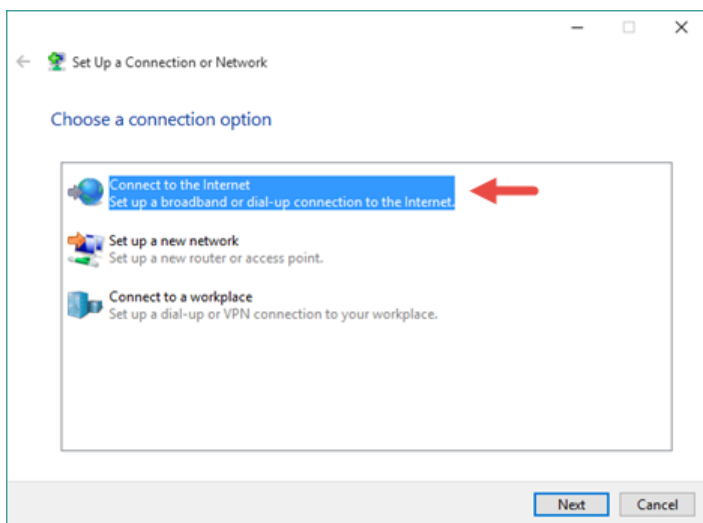 Set Up a Connection or Network
Choose a connection option
Connect to the Internet
Set up a broadband or dial-up connection to the Internet.
Set up a new network
Set up a new router or access point.
Connect to a workplace
Set up a dial-up or VPN connection to your workplace.
Next Cancel